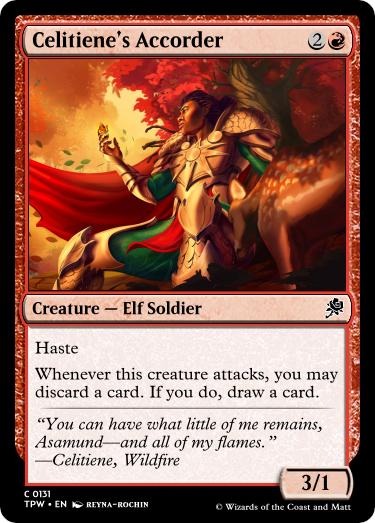 Celitiene's Accorder 2
Creature — Elf Soldier
Haste
Whenever this creature attacks, you may
discard a card. If you do, draw a card.
"You can have what little of me remains,
Asamund—and all of my flames."
—Celitiene, Wildfire
3/1
C 0131
TPW • EN REYNA-ROCHIN
© Wizards of the Coast and Matt